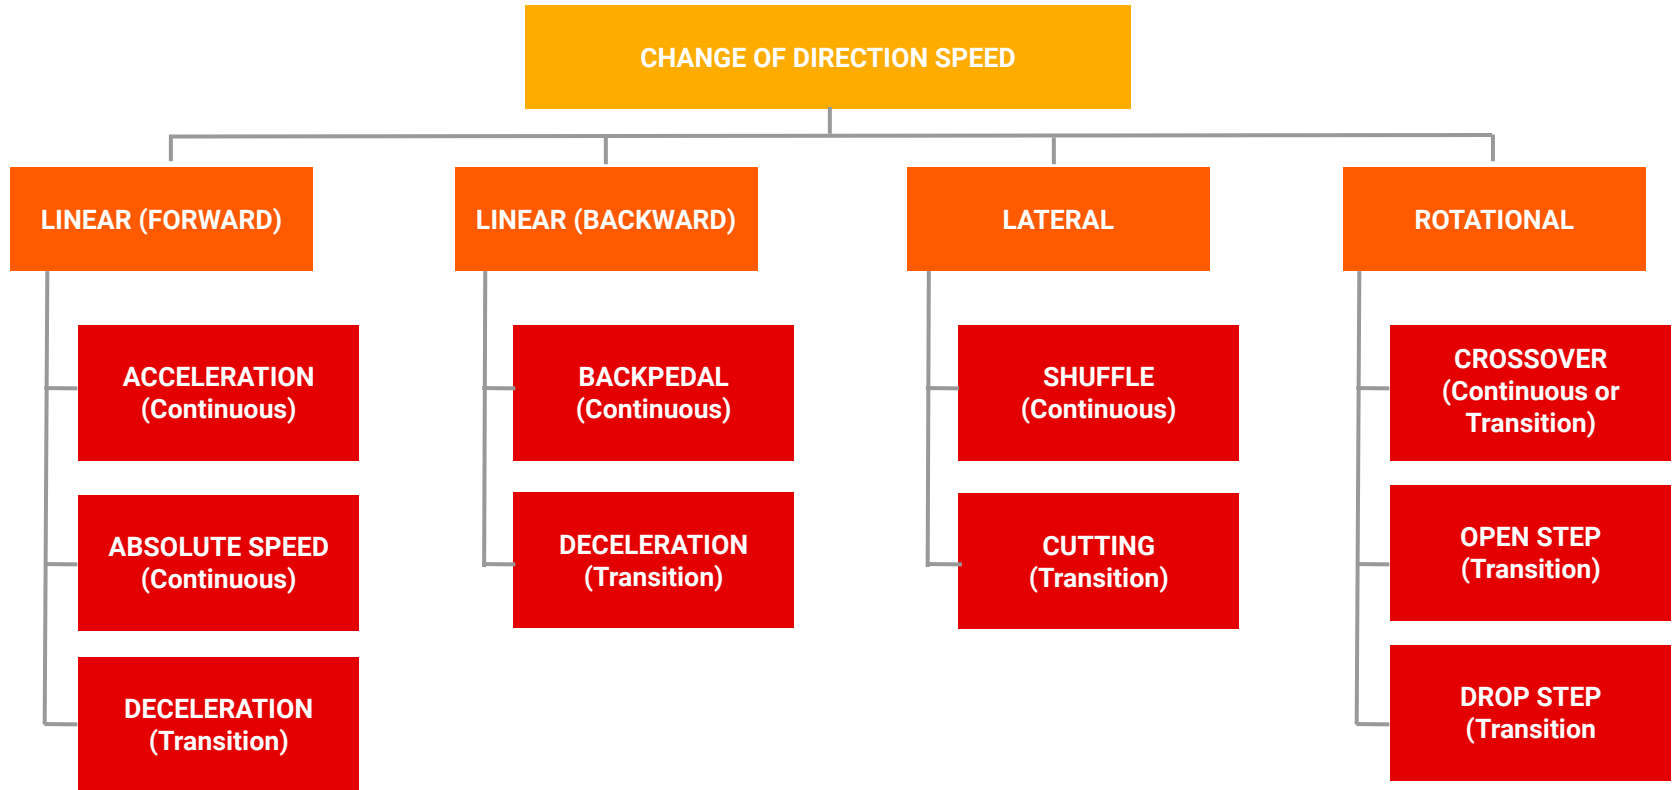 CHANGE OF DIRECTION SPEED
LINEAR (FORWARD)
ACCELERATION
(Continuous)
ABSOLUTE SPEED
(Continuous)
DECELERATION
(Transition)
LINEAR (BACKWARD)
BACKPEDAL
(Continuous)
DECELERATION
(Transition)
LATERAL
SHUFFLE
(Continuous)
CUTTING
(Transition)
ROTATIONAL
CROSSOVER
(Continuous or
Transition)
OPEN STEP
(Transition)
DROP STEP
(Transition